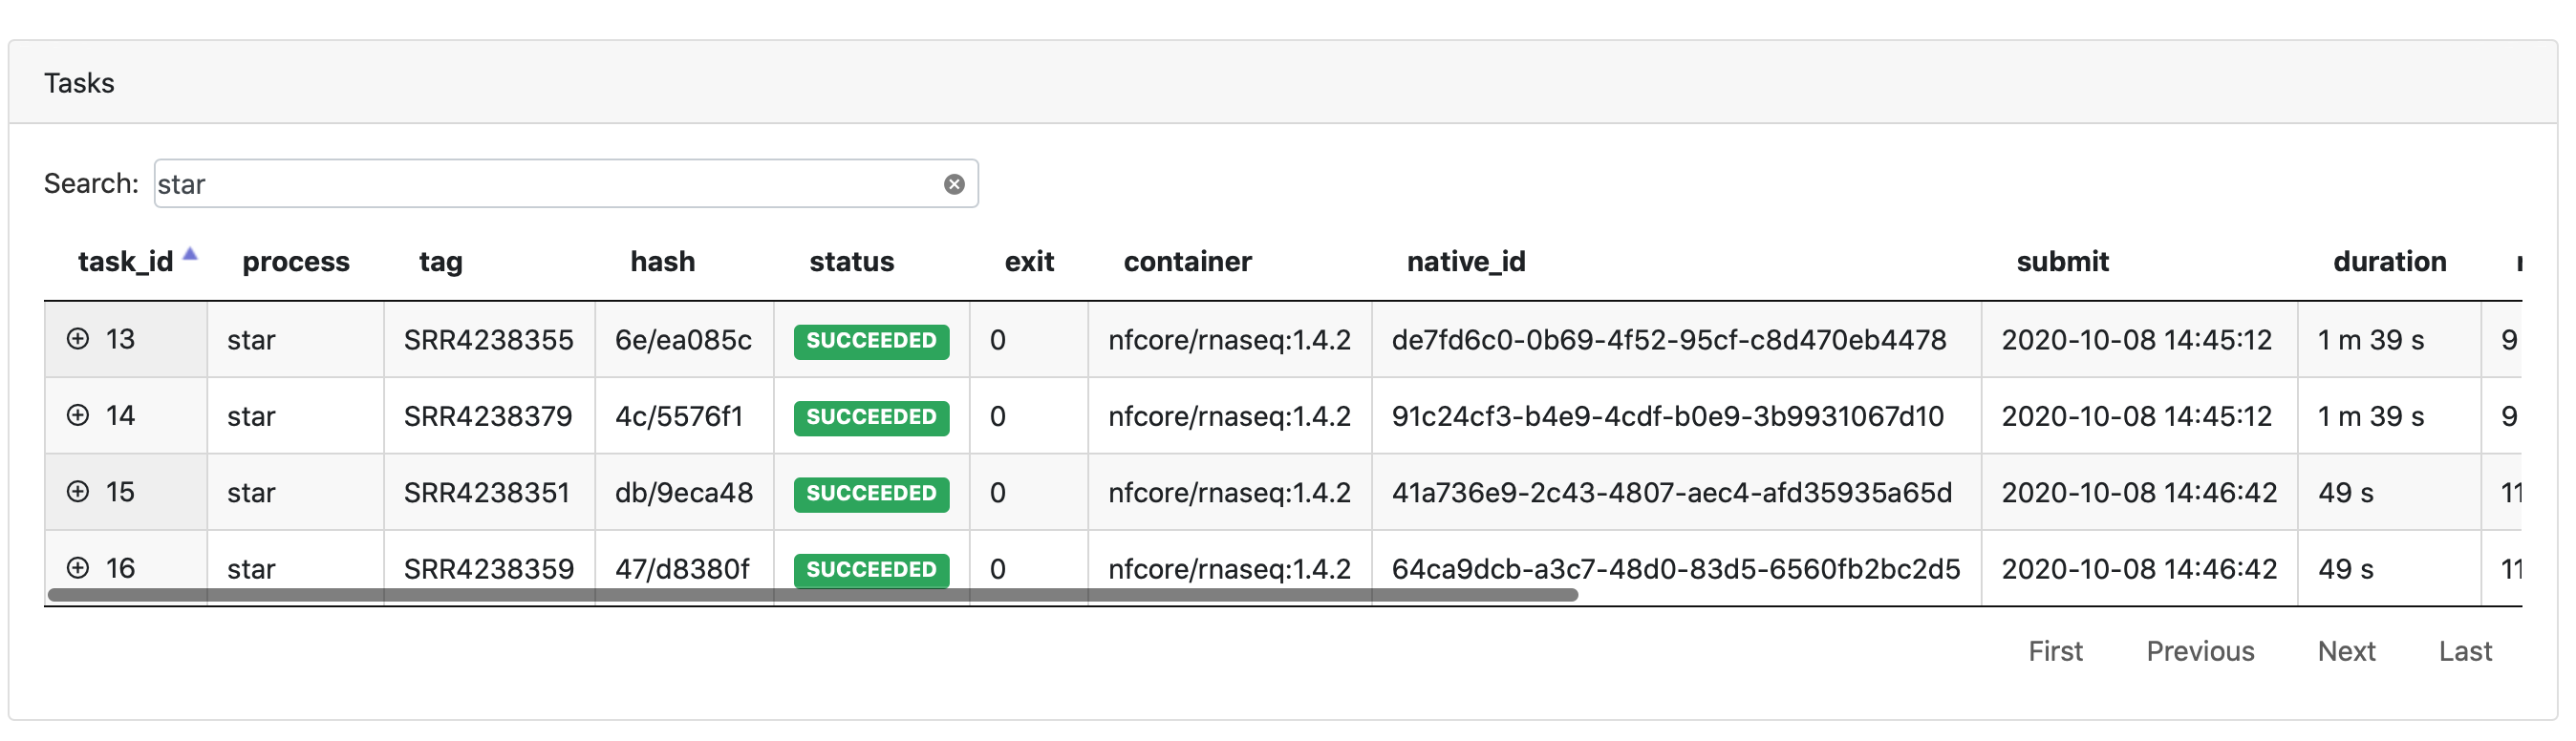 Tasks
Search: star
task_id process tag hash status exit container native_id submit duration
13 star SRR4238355 6e/ea085c SUCCEEDED 0 nfcore/rnaseq:1.4.2 de7fd6c0-0b69-4f52-95cf-c8d470eb4478 2020-10-08 14:45:12 1 m 39 s 9
14 star SRR4238379 4c/5576f1 SUCCEEDED 0 nfcore/rnaseq:1.4.2 91c24cf3-b4e9-4cdf-b0e9-3b9931067d10 2020-10-08 14:45:12 1 m 39 s 9
15 star SRR4238351 db/9eca48 SUCCEEDED 0 nfcore/rnaseq:1.4.2 41a736e9-2c43-4807-aec4-afd35935a65d 2020-10-08 14:46:42 49 s 11
16 star SRR4238359 47/d8380f SUCCEEDED 0 nfcore/rnaseq:1.4.2 64ca9dcb-a3c7-48d0-83d5-6560fb2bc2d5 2020-10-08 14:46:42 49 s 11
First Previous Next Last